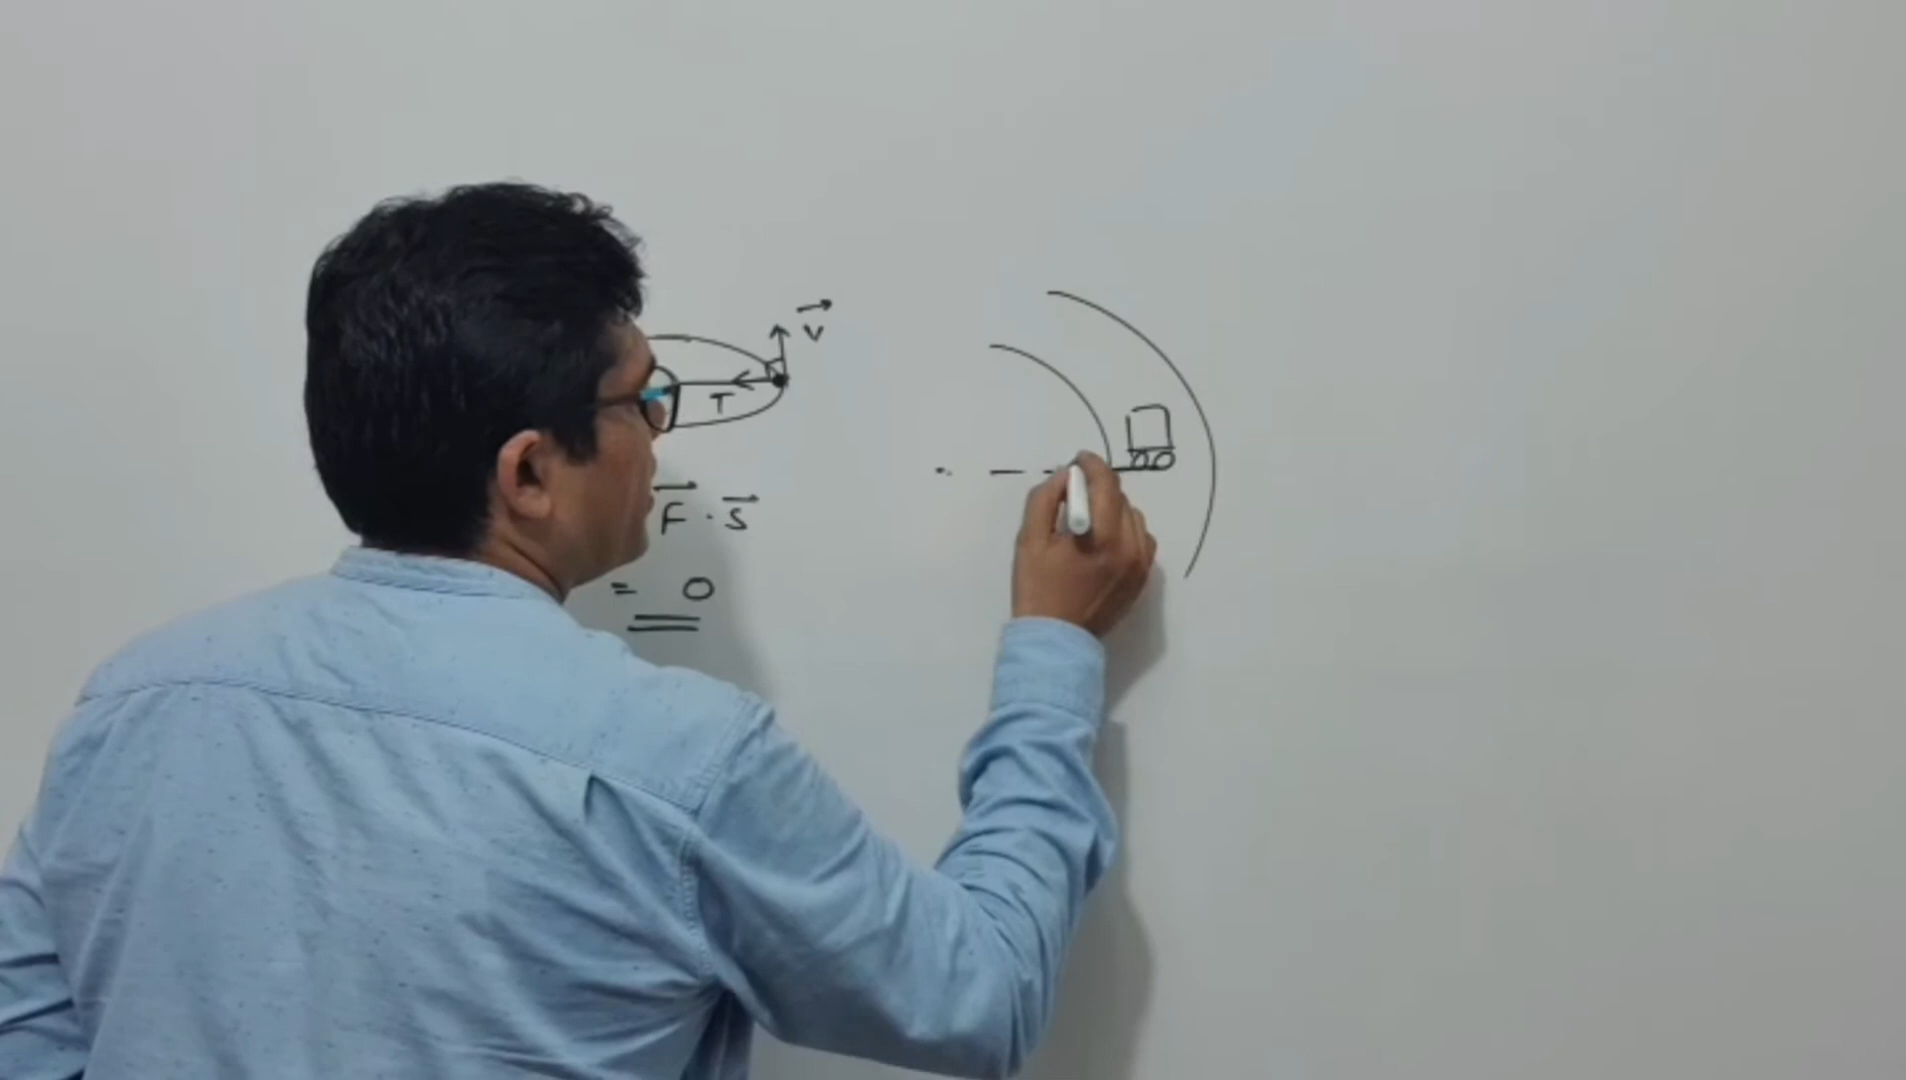 V⃗
T
F⃗ · S⃗
= 0